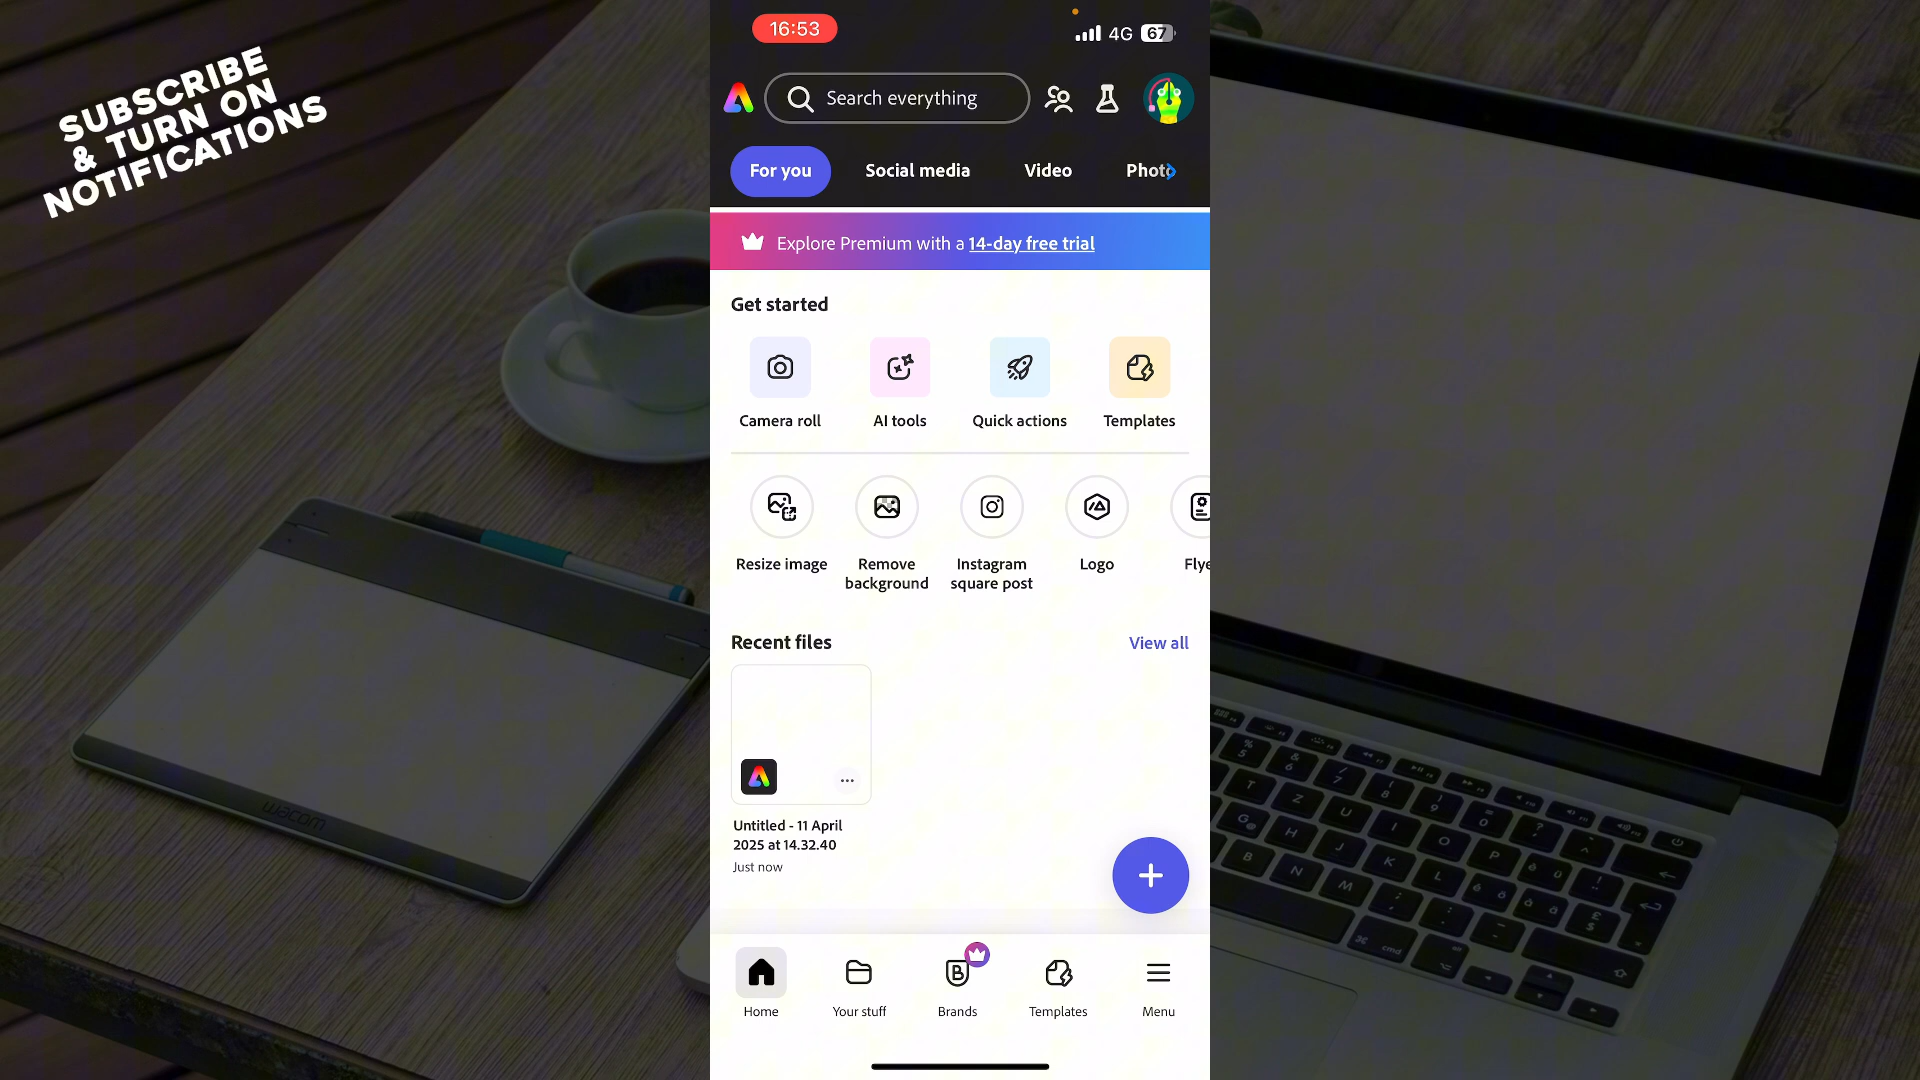 SUBSCRIBE
& TURN ON
NOTIFICATIONS
16:53
4G 67
Search everything
For you Social media Video Photo
Explore Premium with a 14-day free trial
Get started
Camera roll AI tools Quick actions Templates
Resize image Remove background Instagram square post Logo Flye
Recent files View all
Untitled - 11 April
2025 at 14.32.40
Just now
Home Your stuff Brands Templates Menu
wacom